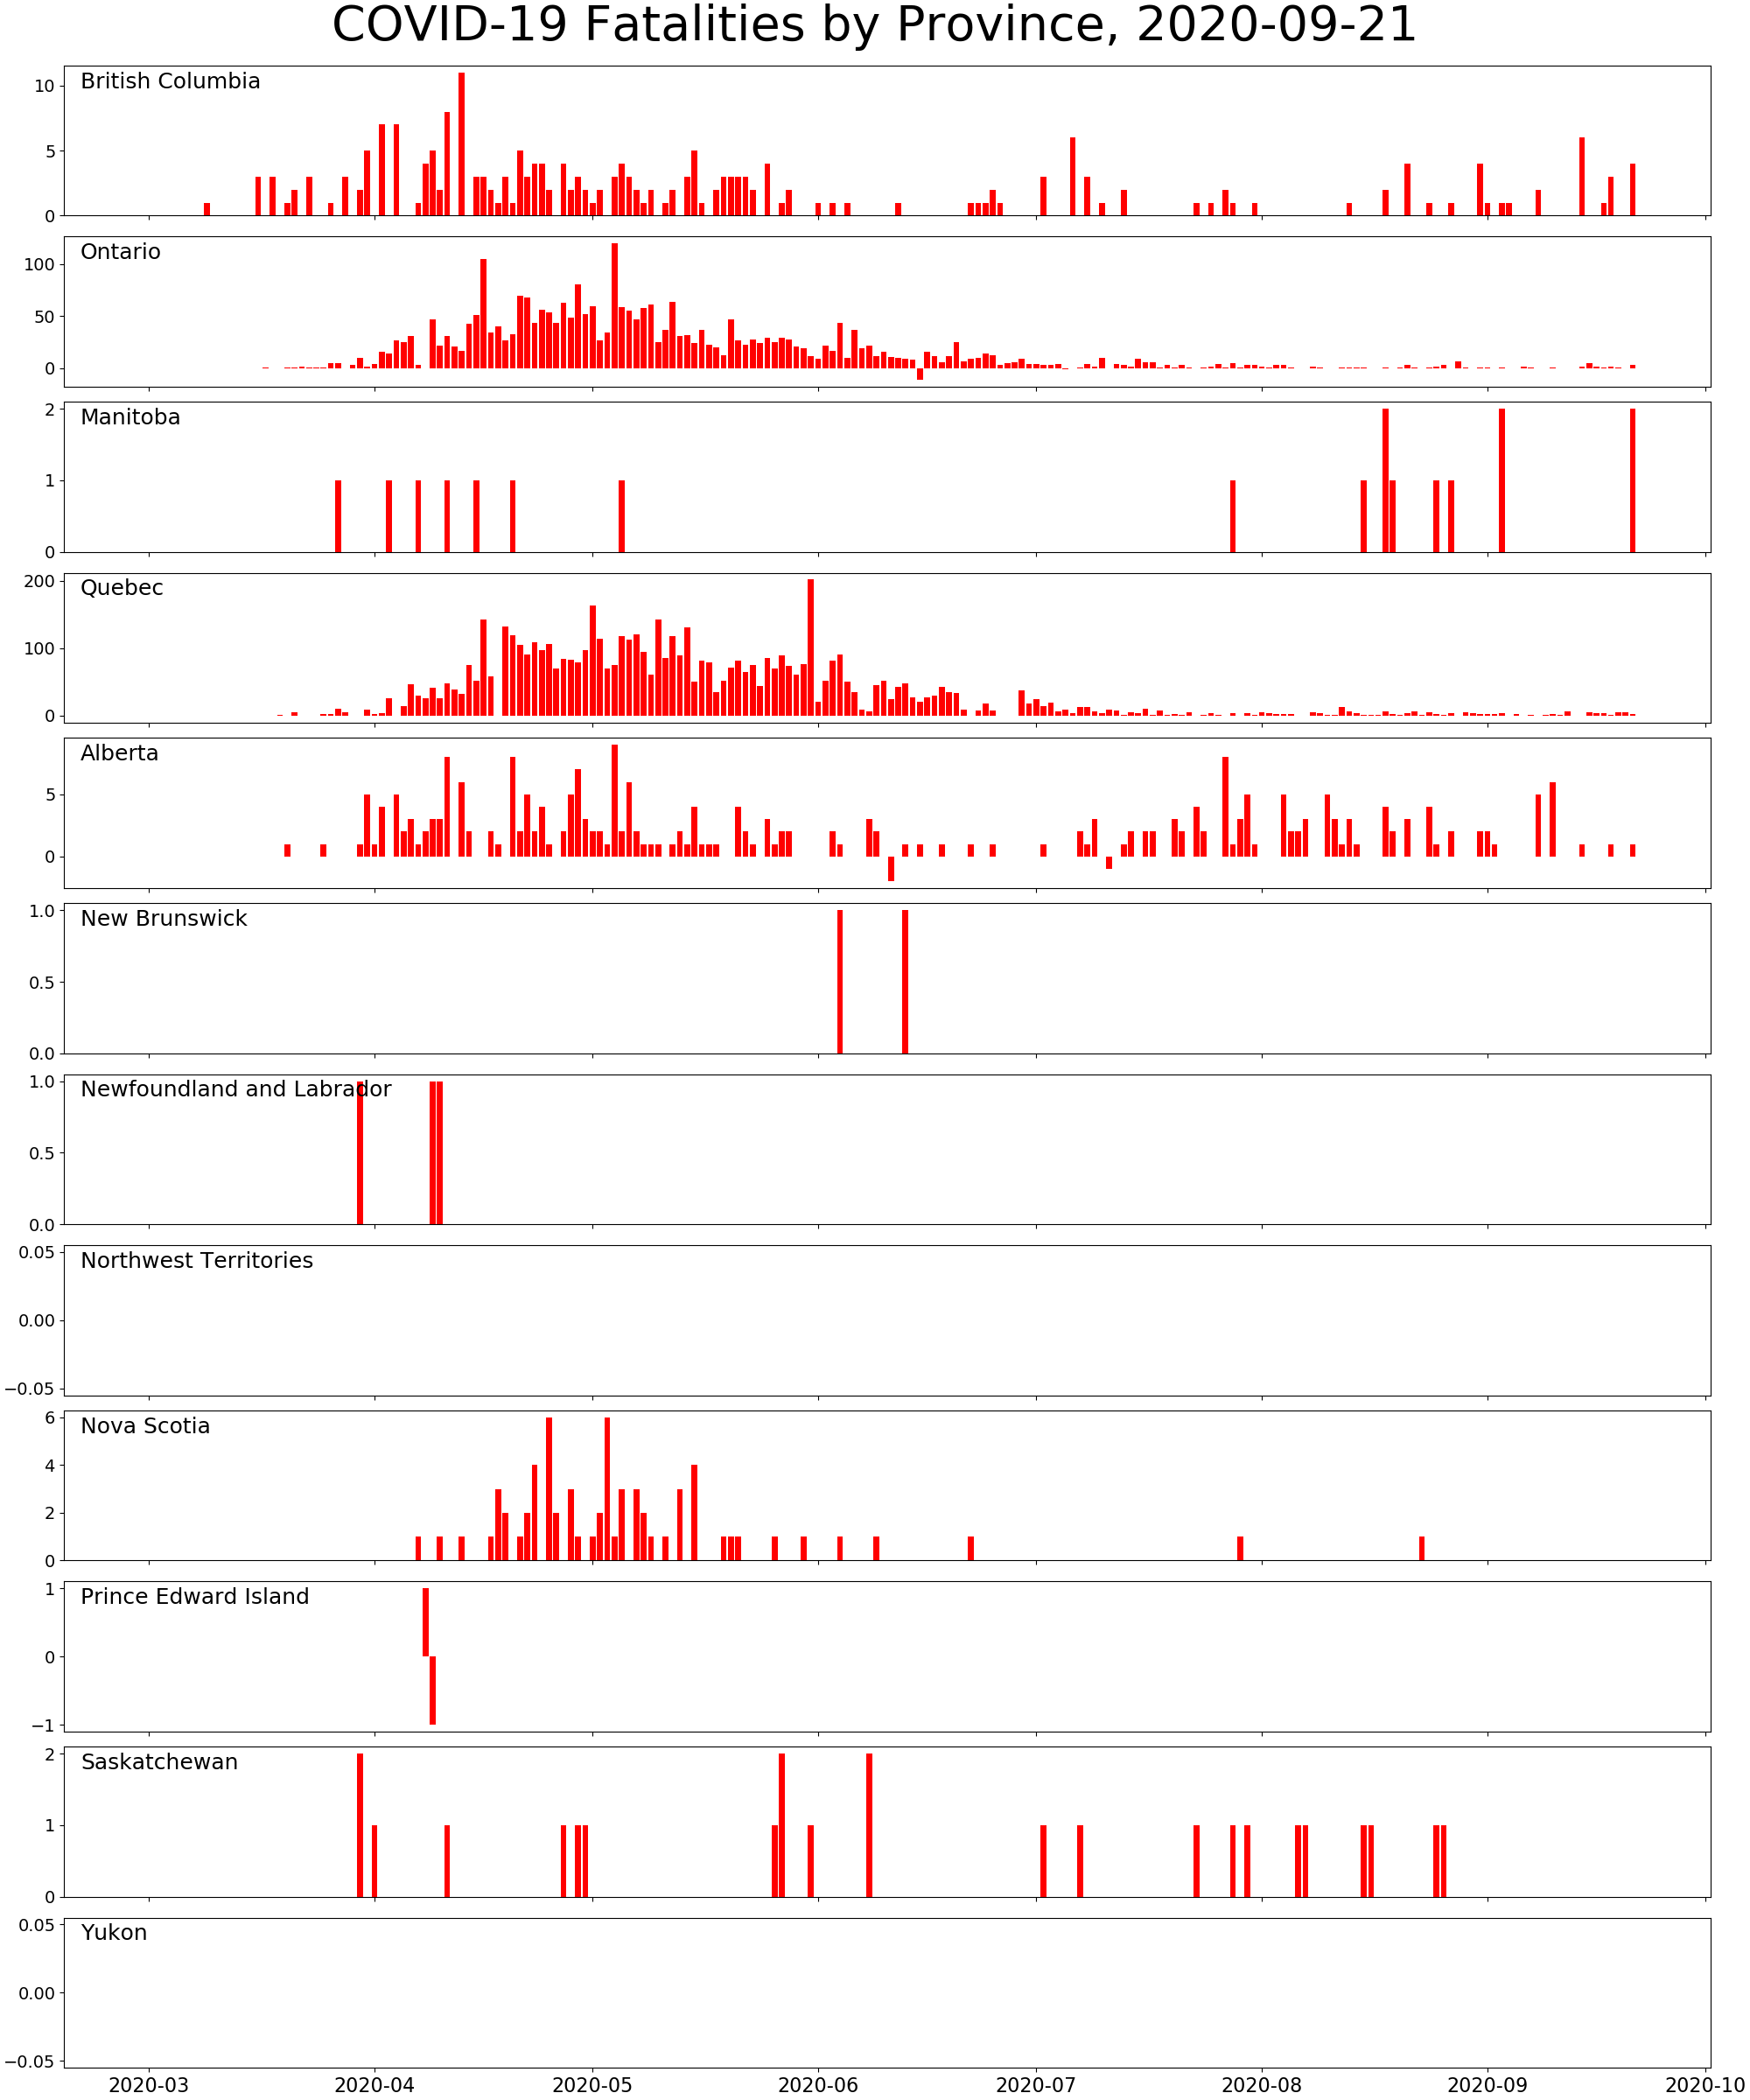 COVID-19 Fatalities by Province, 2020-09-21
British Columbia
10
5
0
Ontario
100
50
0
Manitoba
2
1
0
Quebec
200
100
0
Alberta
5
0
New Brunswick
1.0
0.5
0.0
Newfoundland and Labrador
1.0
0.5
0.0
Northwest Territories
0.05
0.00
−0.05
Nova Scotia
6
4
2
0
Prince Edward Island
1
0
−1
Saskatchewan
2
1
0
Yukon
0.05
0.00
−0.05
2020-03 2020-04 2020-05 2020-06 2020-07 2020-08 2020-09 2020-10